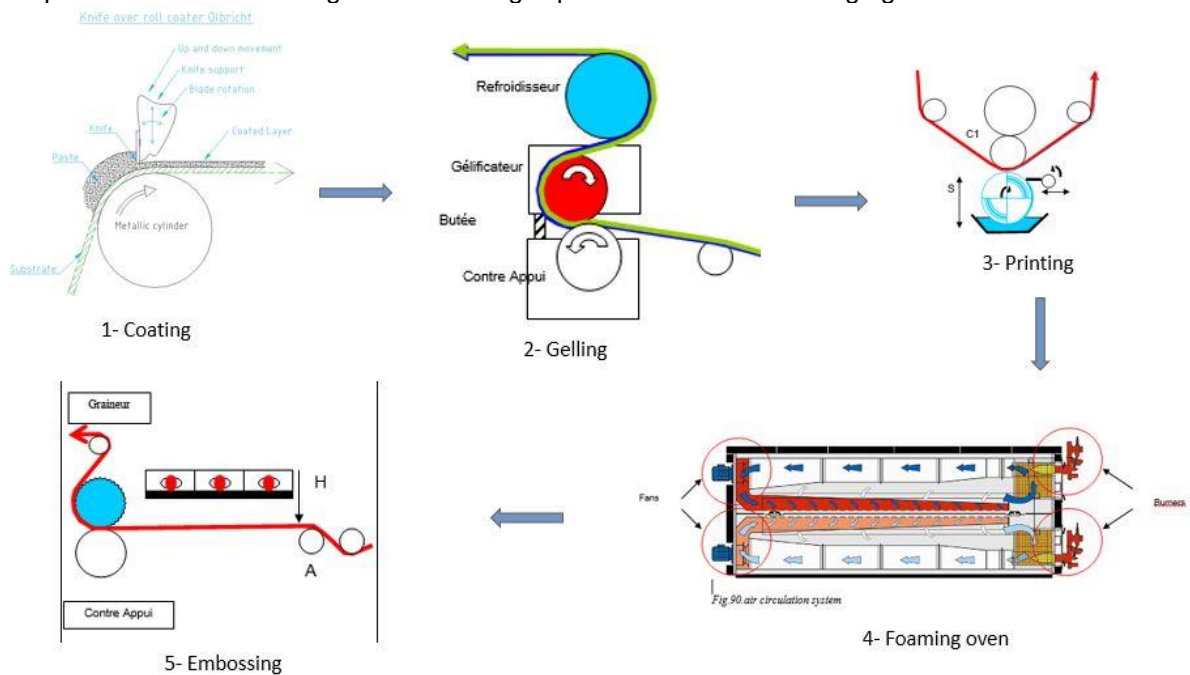 Knife over roll coater Olbricht
Up and down movement
Knife support
Blade rotation
Knife
Coated Layer
Paste
Metallic cylinder
Substrate
1- Coating
Refroidisseur
Gélificateur
Butée
Contre Appui
2- Gelling
C1
S
3- Printing
Fans
Burners
Fig.90.air circulation system
4- Foaming oven
Graineur
H
A
Contre Appui
5- Embossing